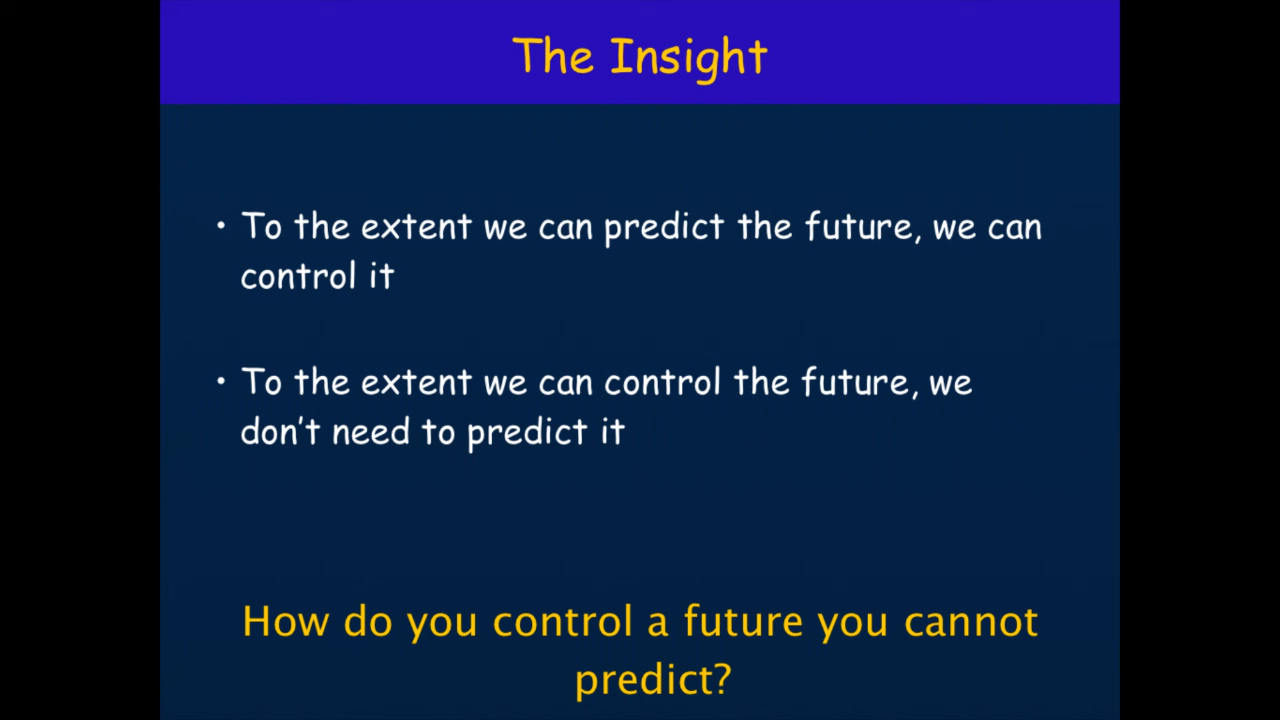 The Insight
• To the extent we can predict the future, we can
control it
• To the extent we can control the future, we
don't need to predict it
How do you control a future you cannot
predict?